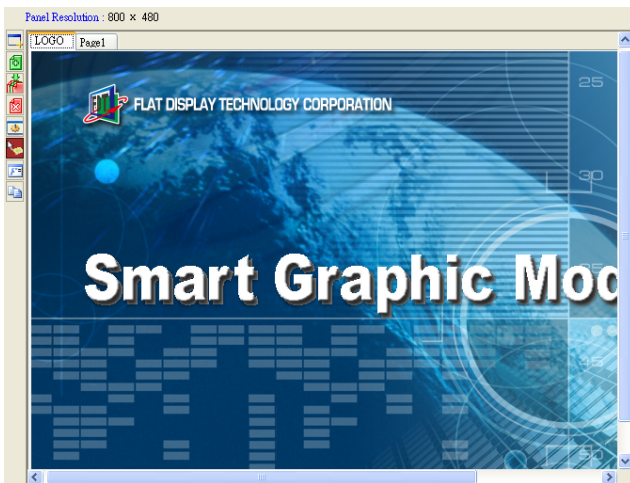 Panel Resolution : 800 × 480
LOGO Page1
FLAT DISPLAY TECHNOLOGY CORPORATION
25
30
Smart Graphic Mod